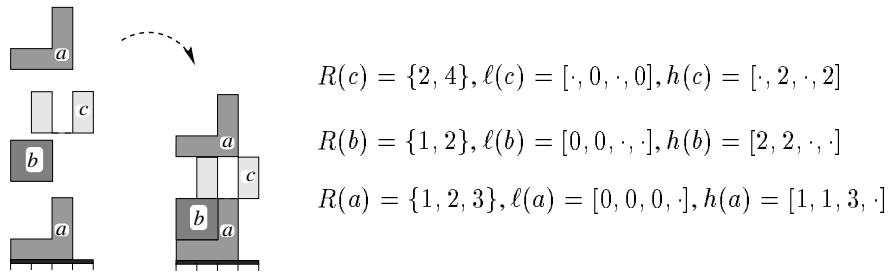 a
c
b
a
a
c
b
a
R(c) = {2, 4}, ℓ(c) = [·, 0, ·, 0], h(c) = [·, 2, ·, 2]
R(b) = {1, 2}, ℓ(b) = [0, 0, ·, ·], h(b) = [2, 2, ·, ·]
R(a) = {1, 2, 3}, ℓ(a) = [0, 0, 0, ·], h(a) = [1, 1, 3, ·]